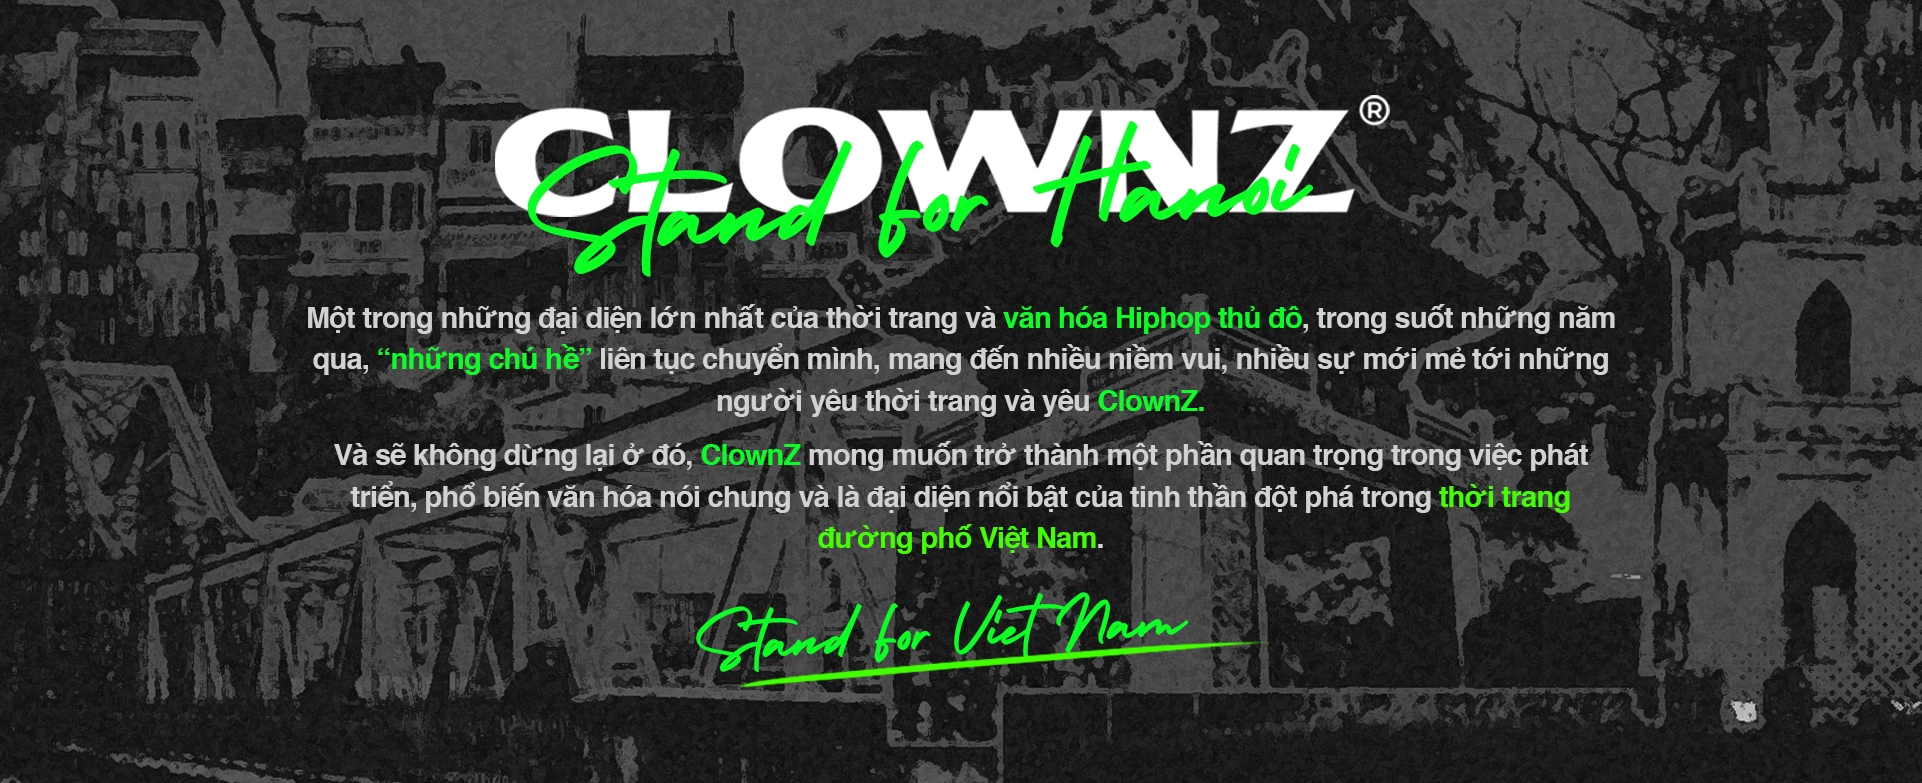 CLOWNZ®
Stand for Hanoi
Một trong những đại diện lớn nhất của thời trang và văn hóa Hiphop thủ đô, trong suốt những năm
qua, “những chú hề” liên tục chuyển mình, mang đến nhiều niềm vui, nhiều sự mới mẻ tới những
người yêu thời trang và yêu ClownZ.
Và sẽ không dừng lại ở đó, ClownZ mong muốn trở thành một phần quan trọng trong việc phát
triển, phổ biến văn hóa nói chung và là đại diện nổi bật của tinh thần đột phá trong thời trang
đường phố Việt Nam.
Stand for Viet Nam